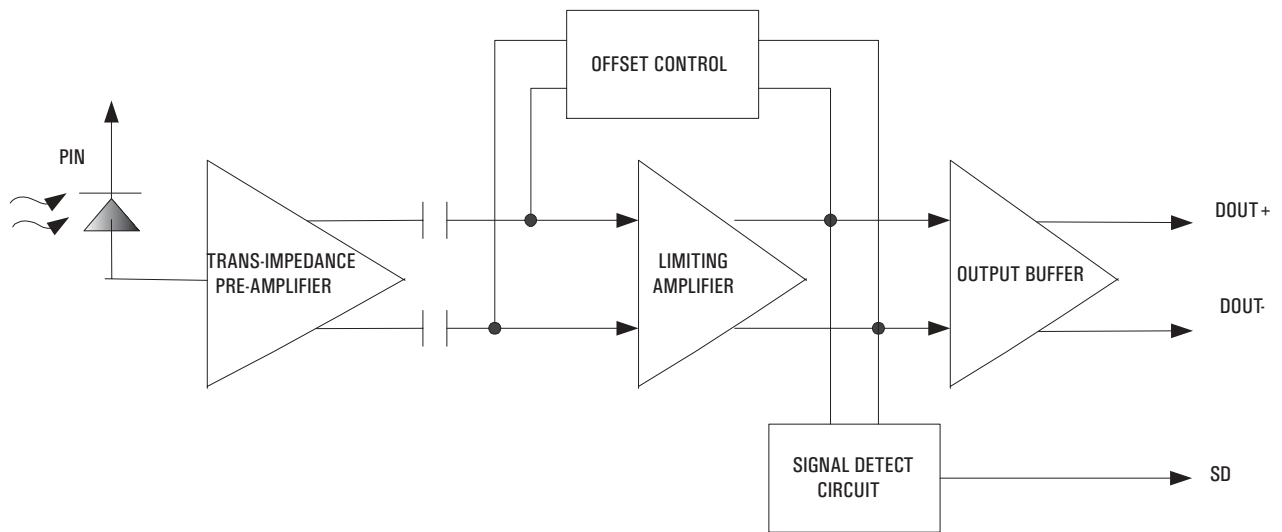 OFFSET CONTROL
PIN
TRANS-IMPEDANCE
PRE-AMPLIFIER
LIMITING
AMPLIFIER
OUTPUT BUFFER
DOUT+
DOUT-
SIGNAL DETECT
CIRCUIT
SD